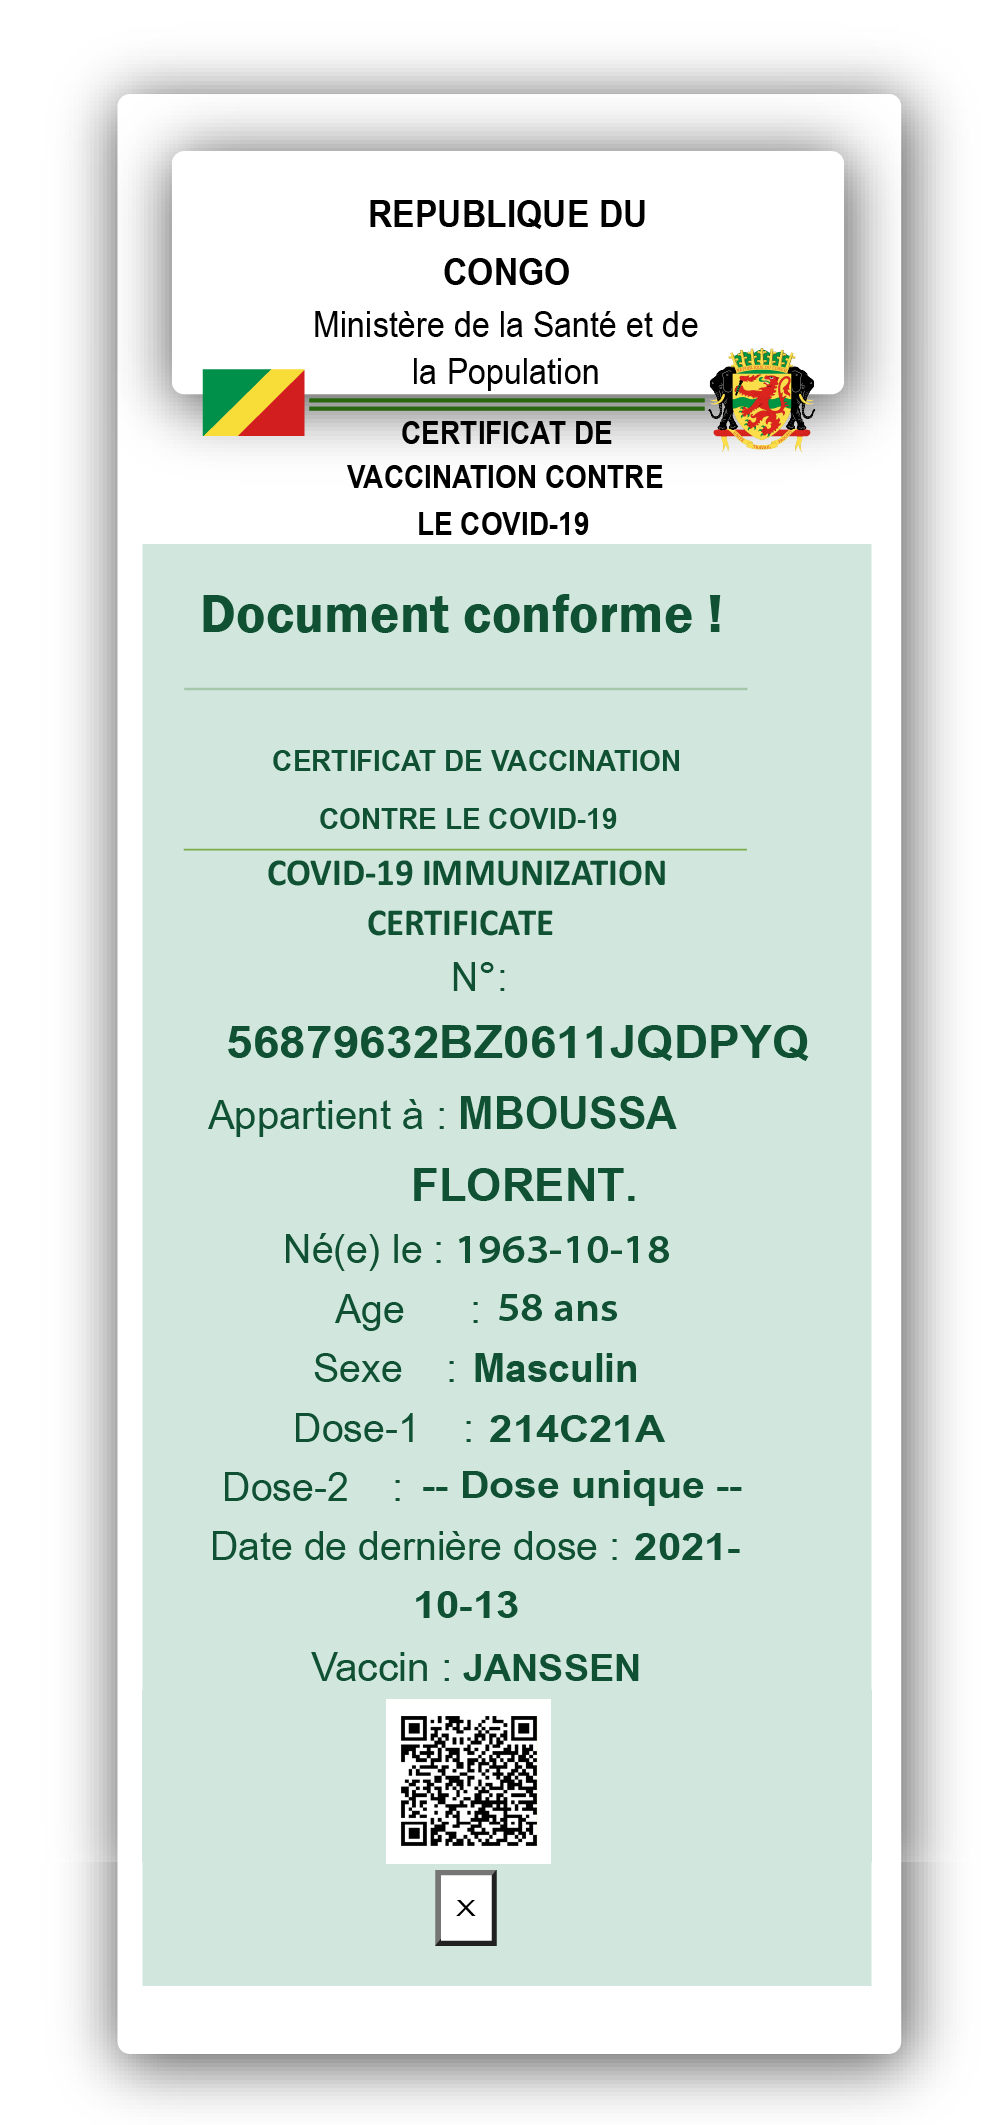 REPUBLIQUE DU
CONGO
Ministère de la Santé et de
la Population
CERTIFICAT DE
VACCINATION CONTRE
LE COVID-19
Document conforme !
CERTIFICAT DE VACCINATION
CONTRE LE COVID-19
COVID-19 IMMUNIZATION
CERTIFICATE
N°:
56879632BZ0611JQDPYQ
Appartient à : MBOUSSA
FLORENT.
Né(e) le : 1963-10-18
Age : 58 ans
Sexe : Masculin
Dose-1 : 214C21A
Dose-2 : -- Dose unique --
Date de dernière dose : 2021-
10-13
Vaccin : JANSSEN
X